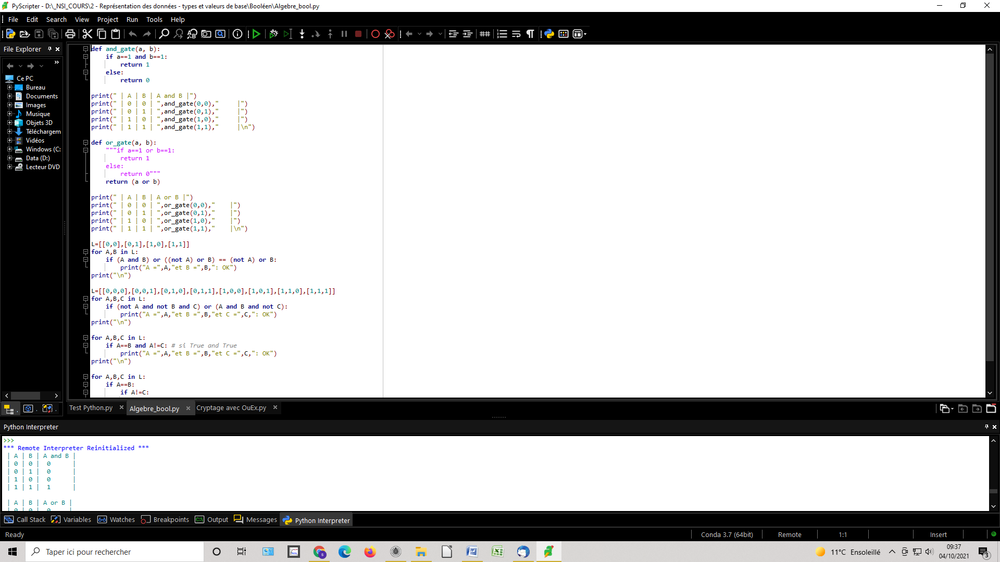 PyScripter - D:\_NSI_COURS\2 - Représentation des données - types et valeurs de base\Booléen\Algebre_bool.py
File Edit Search View Project Run Tools Help
File Explorer
Ce PC
Bureau
Documents
Images
Musique
Objets 3D
Téléchargem
Vidéos
Windows (C:
Data (D:)
Lecteur DVD
def and_gate(a, b):
    if a==1 and b==1:
        return 1
    else:
        return 0
print(" | A | B | A and B |")
print(" | 0 | 0 | ",and_gate(0,0),"     |")
print(" | 0 | 1 | ",and_gate(0,1),"     |")
print(" | 1 | 0 | ",and_gate(1,0),"     |")
print(" | 1 | 1 | ",and_gate(1,1),"     |\n")
def or_gate(a, b):
    """if a==1 or b==1:
        return 1
    else:
        return 0"""
    return (a or b)
print(" | A | B | A or B |")
print(" | 0 | 0 | ",or_gate(0,0),"    |")
print(" | 0 | 1 | ",or_gate(0,1),"    |")
print(" | 1 | 0 | ",or_gate(1,0),"    |")
print(" | 1 | 1 | ",or_gate(1,1),"    |\n")
L=[[0,0],[0,1],[1,0],[1,1]]
for A,B in L:
    if (A and B) or ((not A) or B) == (not A) or B:
        print("A =",A,"et B =",B,": OK")
print("\n")
L=[[0,0,0],[0,0,1],[0,1,0],[0,1,1],[1,0,0],[1,0,1],[1,1,0],[1,1,1]]
for A,B,C in L:
    if (not A and not B and C) or (A and B and not C):
        print("A =",A,"et B =",B,"et C =",C,": OK")
print("\n")
for A,B,C in L:
    if A==B and A!=C: # si True and True
        print("A =",A,"et B =",B,"et C =",C,": OK")
print("\n")
for A,B,C in L:
    if A==B:
        if A!=C:
Test Python.py Algebre_bool.py Cryptage avec OuEx.py
Python Interpreter
>>>
*** Remote Interpreter Reinitialized ***
| A | B | A and B |
| 0 | 0 |  0      |
| 0 | 1 |  0      |
| 1 | 0 |  0      |
| 1 | 1 |  1      |
| A | B | A or B |
| 0 | 0 |  0     |
Call Stack Variables Watches Breakpoints Output Messages Python Interpreter
Ready Conda 3.7 (64bit) Remote 1:1 Insert
Taper ici pour rechercher
11°C Ensoleillé
09:37
04/10/2021
3